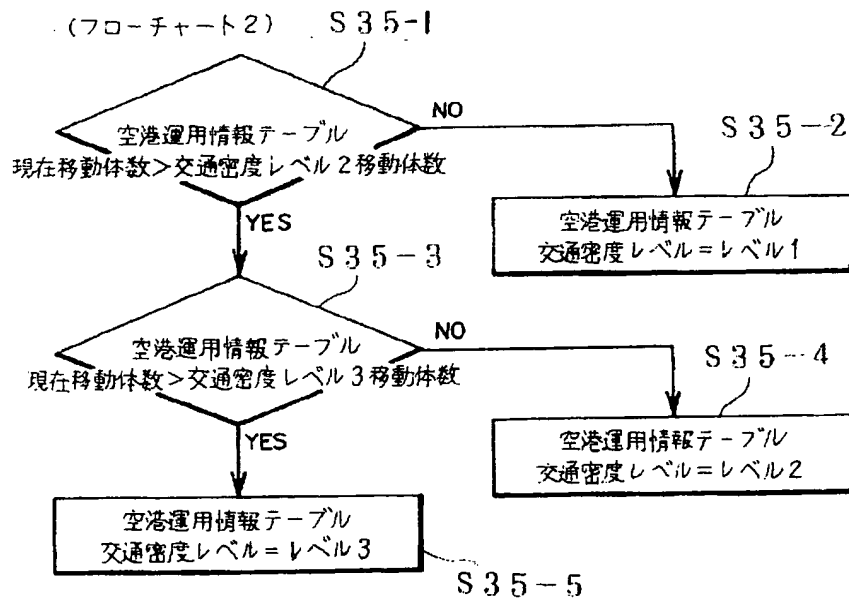 (フローチャート2)
S35-1
空港運用情報テーブル
現在移動体数>交通密度レベル2移動体数
NO
YES
S35-2
空港運用情報テーブル
交通密度レベル=レベル1
S35-3
空港運用情報テーブル
現在移動体数>交通密度レベル3移動体数
NO
YES
S35-4
空港運用情報テーブル
交通密度レベル=レベル2
空港運用情報テーブル
交通密度レベル=レベル3
S35-5